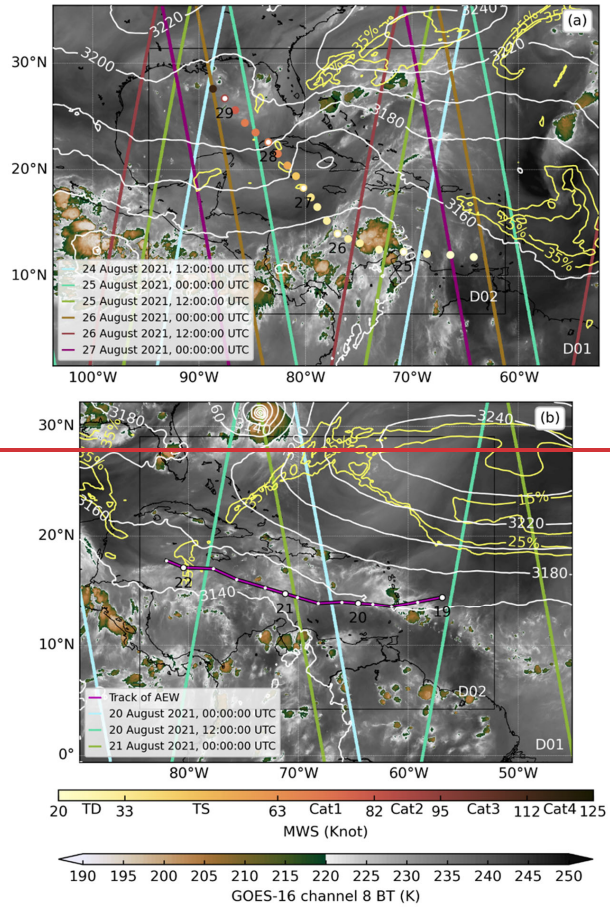 3220
3240
(a)
25%
35%
30°N
3200
35%
3220
29
3180
28
20°N
27
3160
26
35%
25
10°N
D02
24 August 2021, 12:00:00 UTC
25 August 2021, 00:00:00 UTC
25 August 2021, 12:00:00 UTC
26 August 2021, 00:00:00 UTC
26 August 2021, 12:00:00 UTC
27 August 2021, 00:00:00 UTC
D01
100°W 90°W 80°W 70°W 60°W
3180
60
3240
(b)
30°N
35%
25%
25%
15%
3160
3220
25%
20°N
3180
22
3140
21
20
19
10°N
D02
Track of AEW
20 August 2021, 00:00:00 UTC
20 August 2021, 12:00:00 UTC
21 August 2021, 00:00:00 UTC
D01
0°
80°W 70°W 60°W 50°W
20 TD 33 TS 63 Cat1 82 Cat2 95 Cat3 112 Cat4 125
MWS (Knot)
190 195 200 205 210 215 220 225 230 235 240 245 250
GOES-16 channel 8 BT (K)